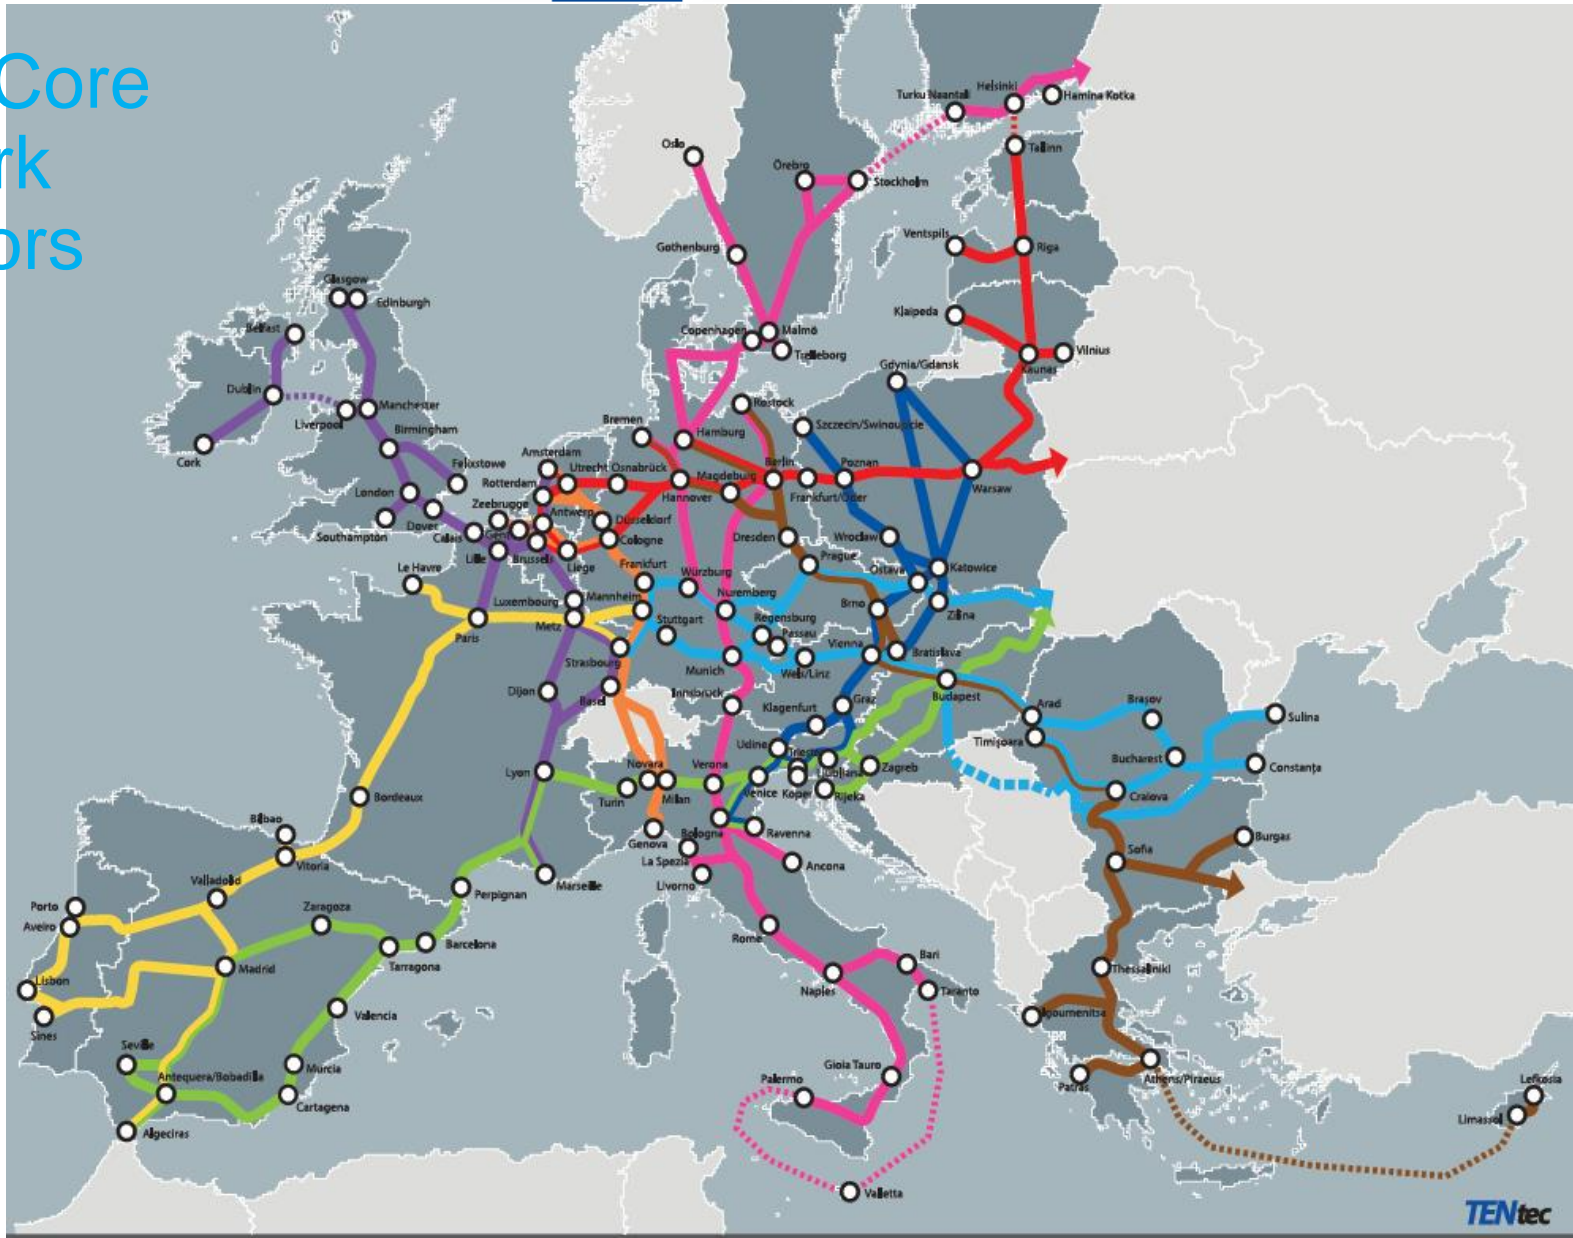 Core
rk
ors
Helsinki
Turku Naantali
Hamina Kotka
Oslo
Tallinn
Örebro
Stockholm
Ventspils
Riga
Gothenburg
Glasgow
Edinburgh
Klaipeda
Belfast
Copenhagen
Malmö
Trelleborg
Vilnius
Kaunas
Gdynia/Gdansk
Dublin
Manchester
Liverpool
Rostock
Bremen
Hamburg
Szczecin/Swinoujscie
Birmingham
Cork
Amsterdam
Felixstowe
Utrecht
Osnabrück
Magdeburg
Berlin
Poznan
Rotterdam
London
Hannover
Frankfurt/Oder
Warsaw
Zeebrugge
Antwerp
Düsseldorf
Dover
Southampton
Calais
Gent
Cologne
Dresden
Wroclaw
Lille
Brussels
Liege
Frankfurt
Prague
Le Havre
Würzburg
Ostava
Katowice
Luxembourg
Mannheim
Nuremberg
Brno
Stuttgart
Regensburg
Žilina
Paris
Metz
Passau
Vienna
Bratislava
Strasbourg
Munich
Wels/Linz
Dijon
Basel
Innsbruck
Klagenfurt
Graz
Budapest
Arad
Brașov
Sulina
Udine
Timișoara
Trieste
Lyon
Novara
Verona
Ljubljana
Zagreb
Bucharest
Constanța
Turin
Milan
Venice
Koper
Rijeka
Craiova
Bordeaux
Bilbao
Genova
Bologna
Ravenna
Burgas
Vitoria
La Spezia
Ancona
Sofia
Valladolid
Marseille
Livorno
Perpignan
Porto
Zaragoza
Aveiro
Rome
Barcelona
Bari
Madrid
Tarragona
Thessaloniki
Lisbon
Naples
Taranto
Valencia
Igoumenitsa
Sines
Seville
Murcia
Gioia Tauro
Antequera/Bobadilla
Palermo
Patras
Athens/Piraeus
Lefkosia
Cartagena
Limassol
Algeciras
Valletta
TENtec